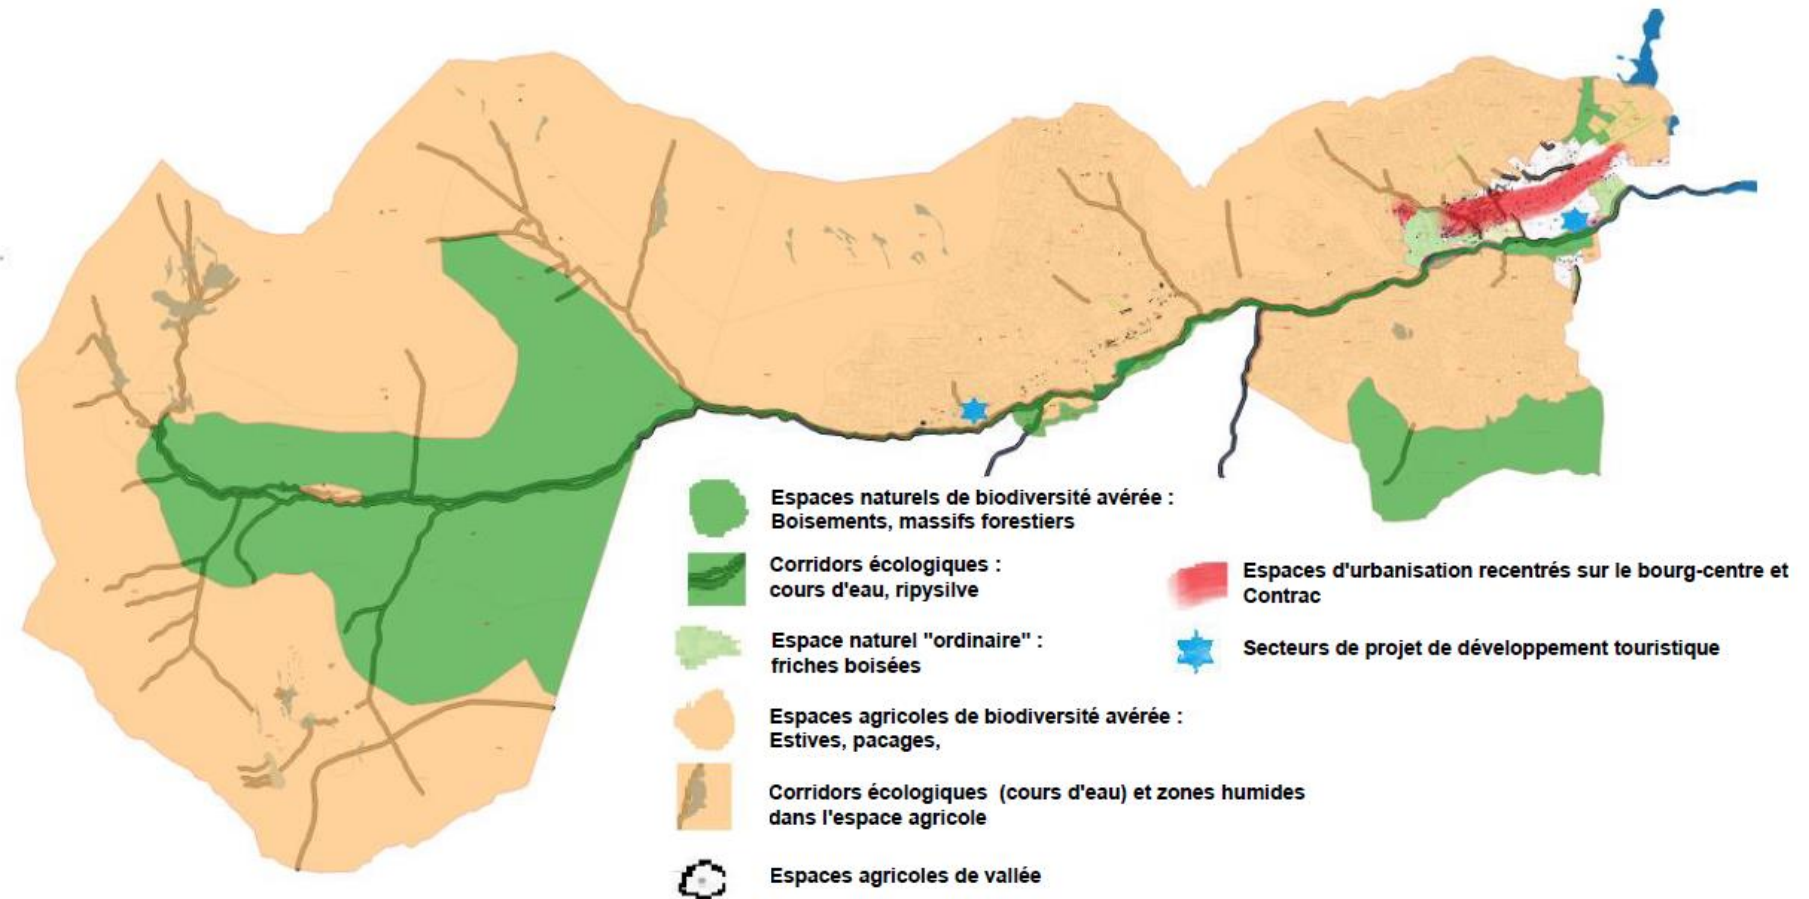 Espaces naturels de biodiversité avérée :
Boisements, massifs forestiers
Corridors écologiques :
cours d'eau, ripysilve
Espace naturel "ordinaire" :
friches boisées
Espaces agricoles de biodiversité avérée :
Estives, pacages,
Corridors écologiques (cours d'eau) et zones humides
dans l'espace agricole
Espaces agricoles de vallée
Espaces d'urbanisation recentrés sur le bourg-centre et
Contrac
Secteurs de projet de développement touristique